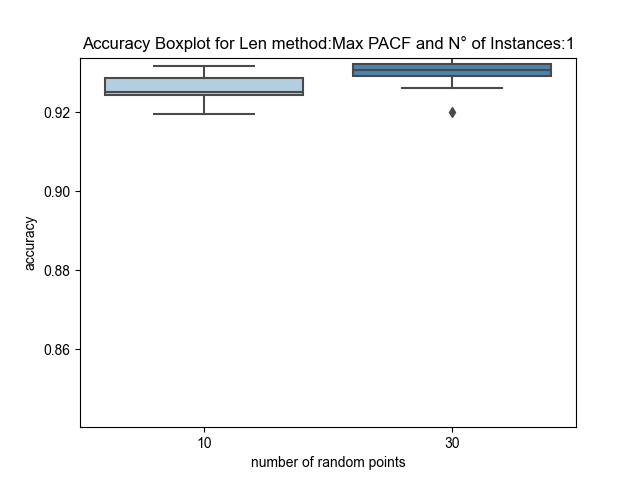 Accuracy Boxplot for Len method:Max PACF and N° of Instances:1
0.92
0.90
0.88
0.86
accuracy
10
30
number of random points